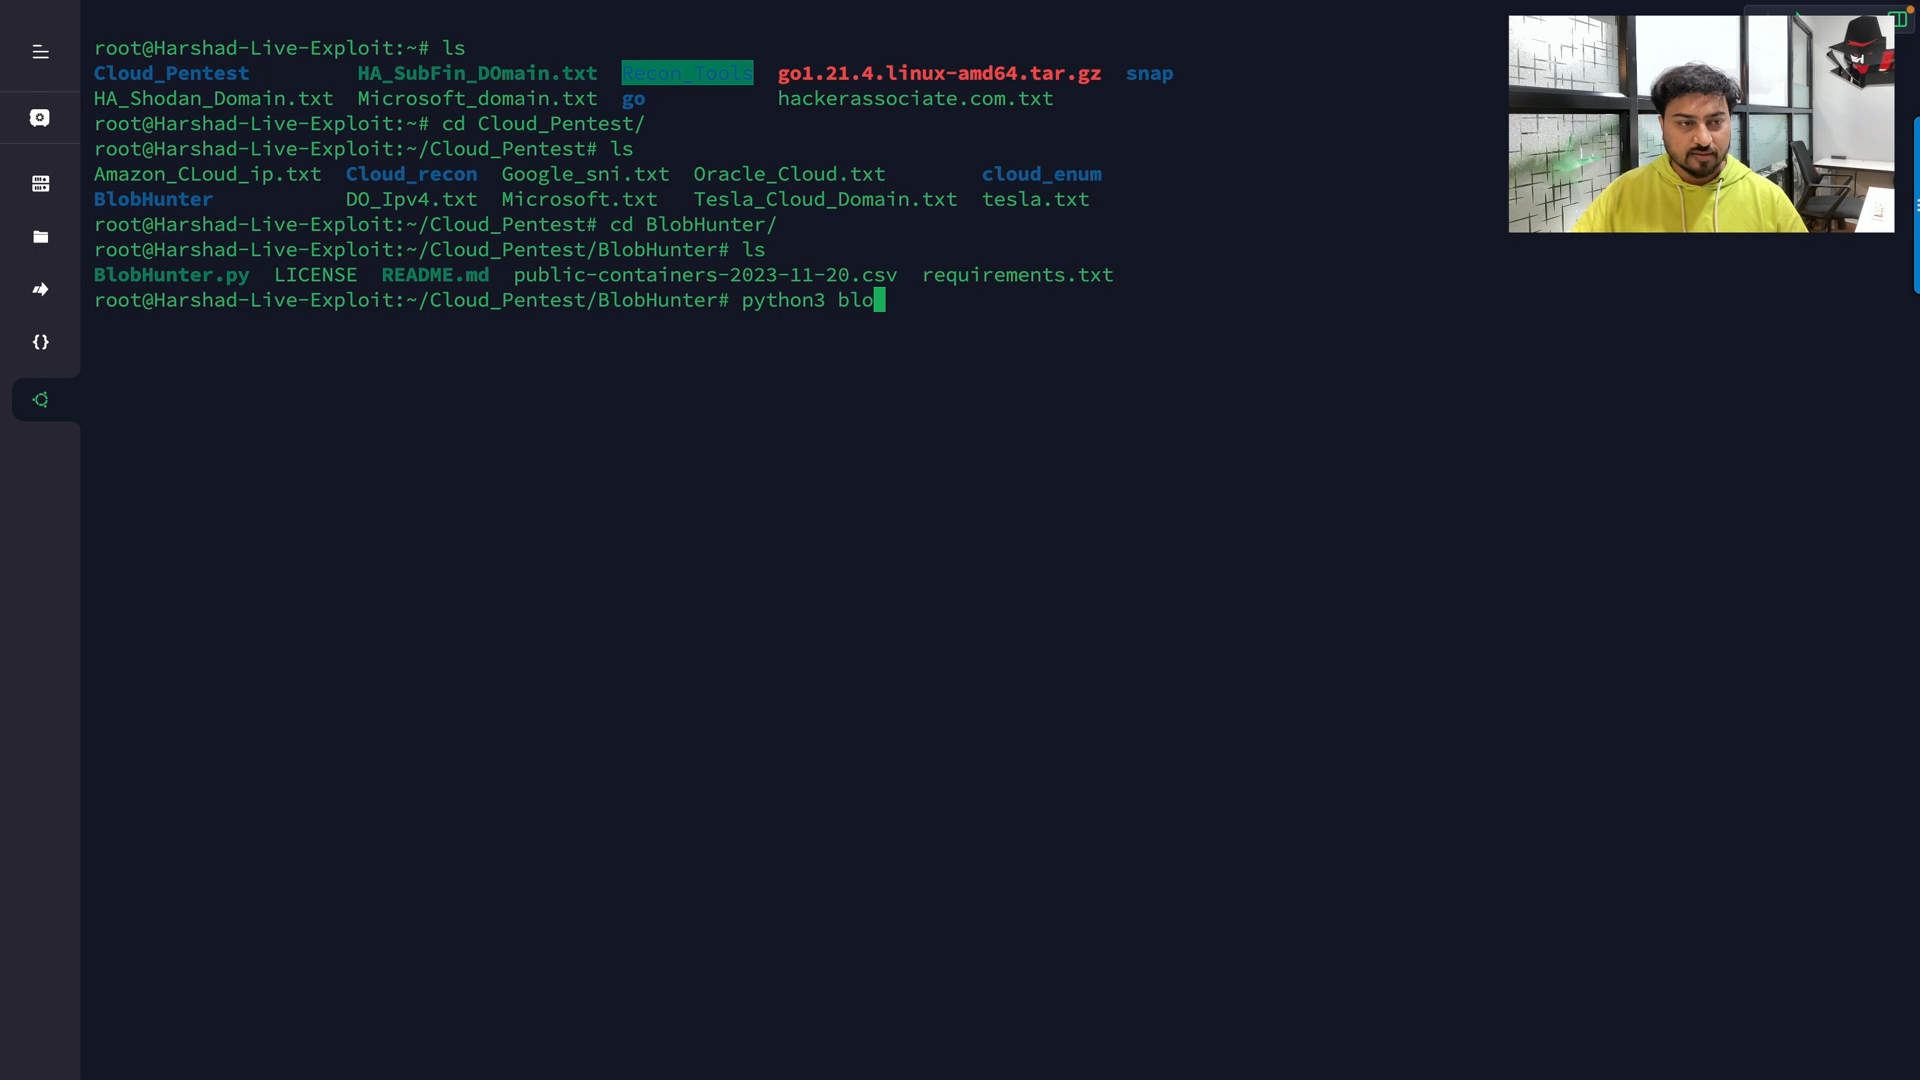 root@Harshad-Live-Exploit:~# ls
Cloud_Pentest HA_SubFin_DOmain.txt Recon_Tools go1.21.4.linux-amd64.tar.gz snap
HA_Shodan_Domain.txt Microsoft_domain.txt go hackerassociate.com.txt
root@Harshad-Live-Exploit:~# cd Cloud_Pentest/
root@Harshad-Live-Exploit:~/Cloud_Pentest# ls
Amazon_CLoud_ip.txt Cloud_recon Google_sni.txt Oracle_Cloud.txt cloud_enum
BlobHunter DO_Ipv4.txt Microsoft.txt Tesla_Cloud_Domain.txt tesla.txt
root@Harshad-Live-Exploit:~/Cloud_Pentest# cd BlobHunter/
root@Harshad-Live-Exploit:~/Cloud_Pentest/BlobHunter# ls
BlobHunter.py LICENSE README.md public-containers-2023-11-20.csv requirements.txt
root@Harshad-Live-Exploit:~/Cloud_Pentest/BlobHunter# python3 blo